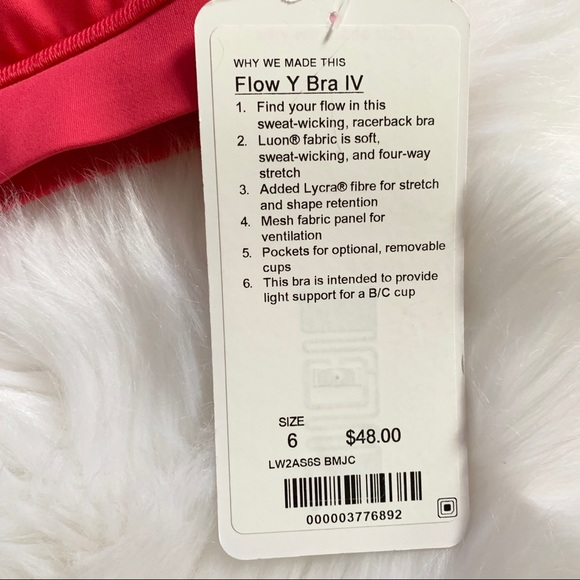 WHY WE MADE THIS
Flow Y Bra IV
1. Find your flow in this
sweat-wicking, racerback bra
2. Luon® fabric is soft,
sweat-wicking, and four-way
stretch
3. Added Lycra® fibre for stretch
and shape retention
4. Mesh fabric panel for
ventilation
5. Pockets for optional, removable
cups
6. This bra is intended to provide
light support for a B/C cup
SIZE
6 $48.00
LW2AS6S BMJC
000003776892